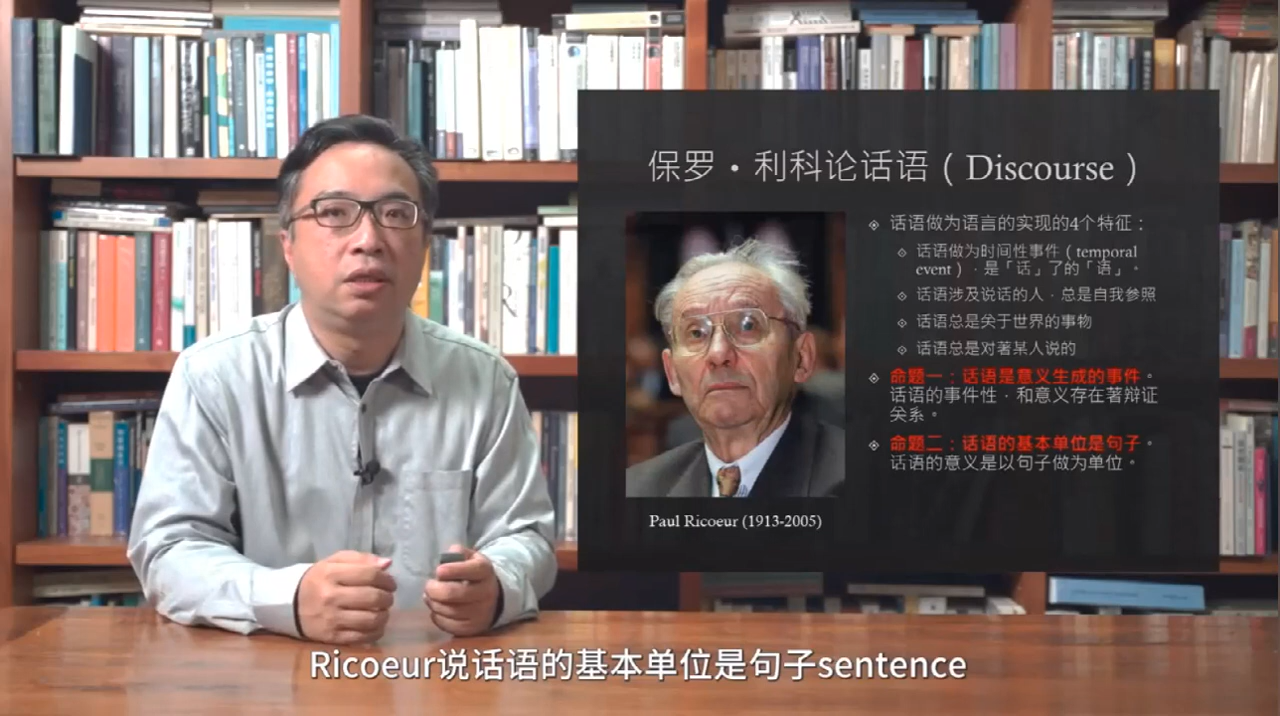 保罗·利科论话语（Discourse）
话语做为语言的实现的4个特征：
话语做为时间性事件（temporal
event），是「话」了的「语」。
话语涉及说话的人，总是自我参照
话语总是关于世界的事物
话语总是对著某人说的
命题一：话语是意义生成的事件。
话语的事件性，和意义存在著辩证
关系。
命题二：话语的基本单位是句子。
话语的意义是以句子做为单位。
Paul Ricoeur (1913-2005)
Ricoeur说话语的基本单位是句子sentence